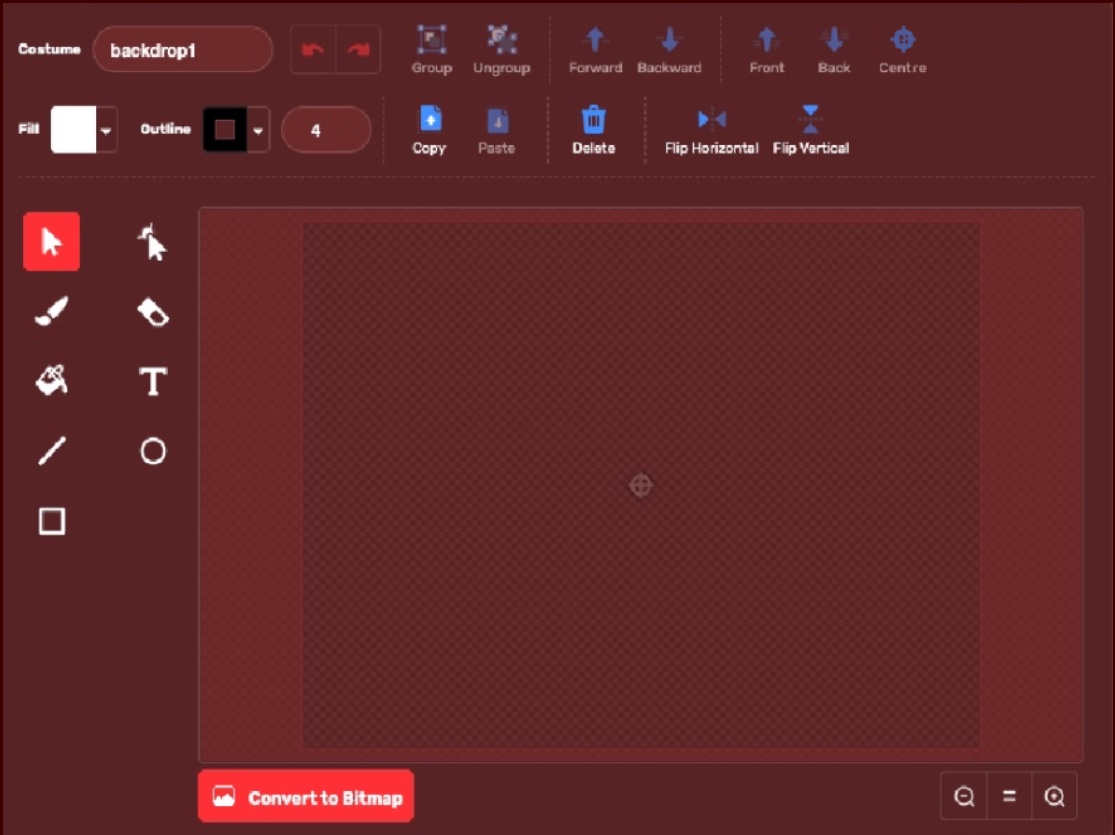 Costume backdrop1 Group Ungroup Forward Backward Front Back Centre
Fill Outline 4 Copy Paste Delete Flip Horizontal Flip Vertical
T
Convert to Bitmap